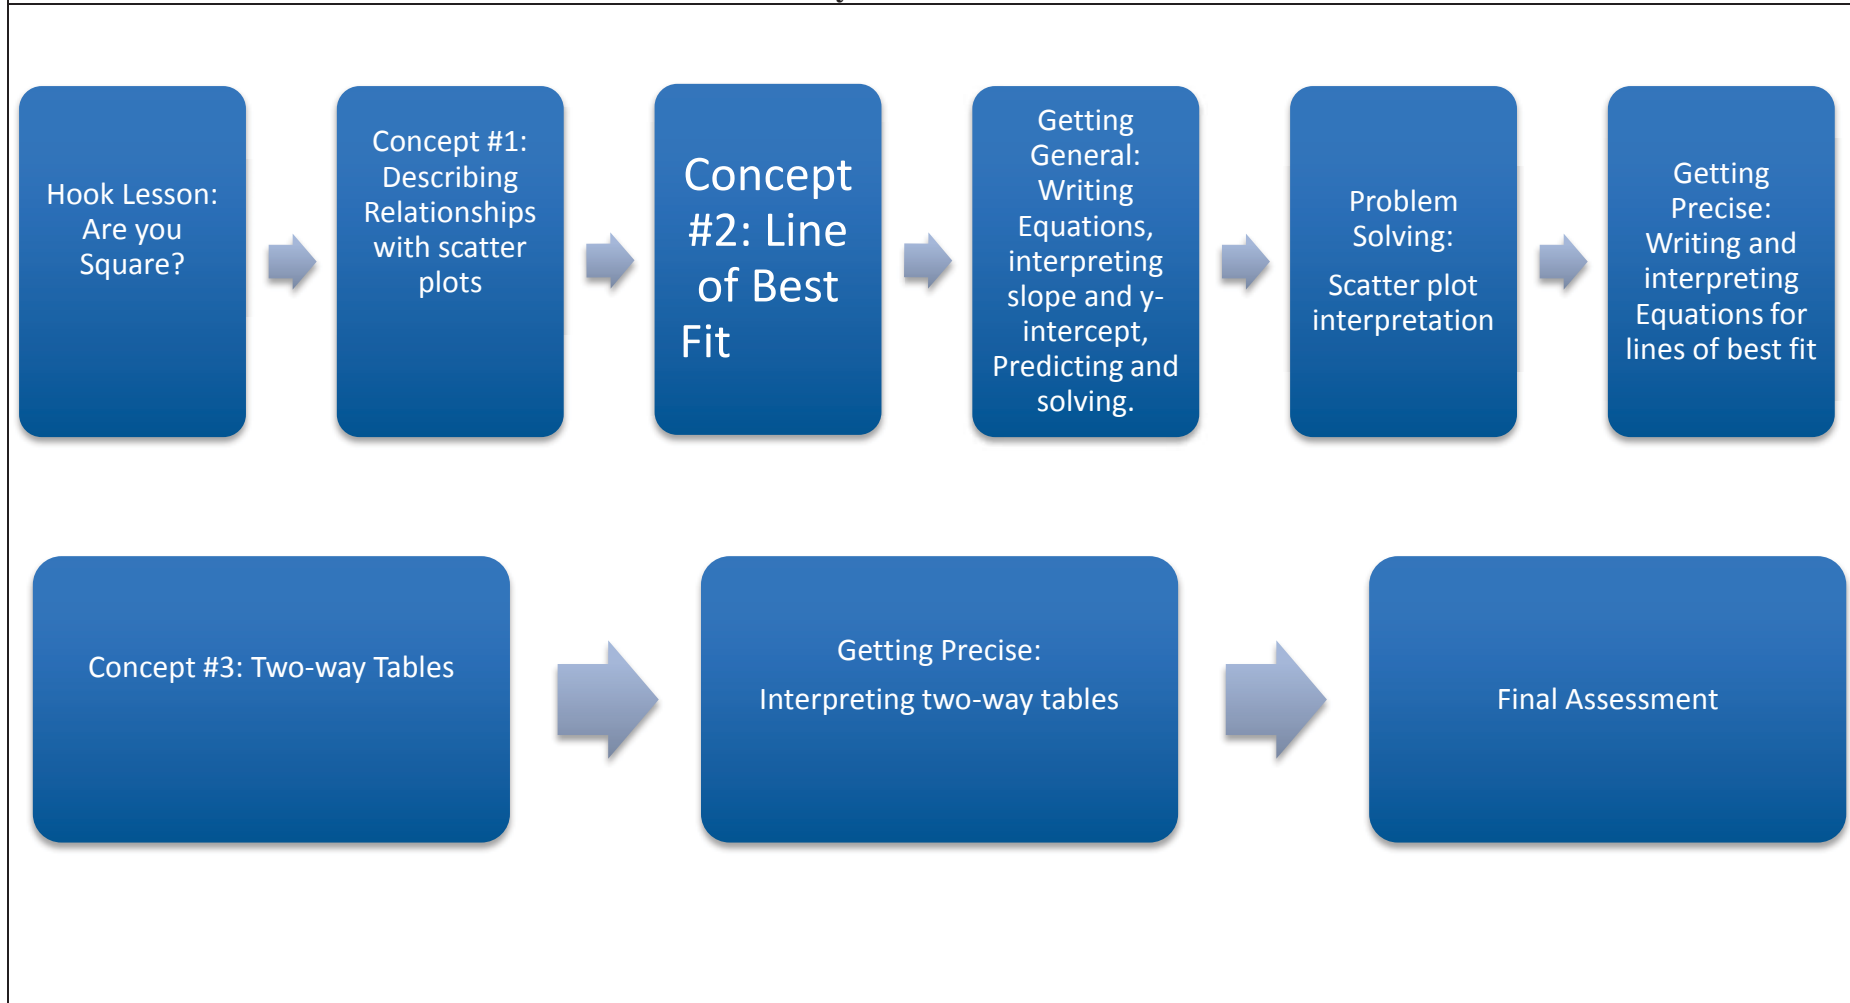 Hook Lesson:
Are you
Square?
Concept #1:
Describing
Relationships
with scatter
plots
Concept
#2: Line
of Best
Fit
Getting
General:
Writing
Equations,
interpreting
slope and y-
intercept,
Predicting and
solving.
Problem
Solving:
Scatter plot
interpretation
Getting
Precise:
Writing and
interpreting
Equations for
lines of best fit
Concept #3: Two-way Tables
Getting Precise:
Interpreting two-way tables
Final Assessment